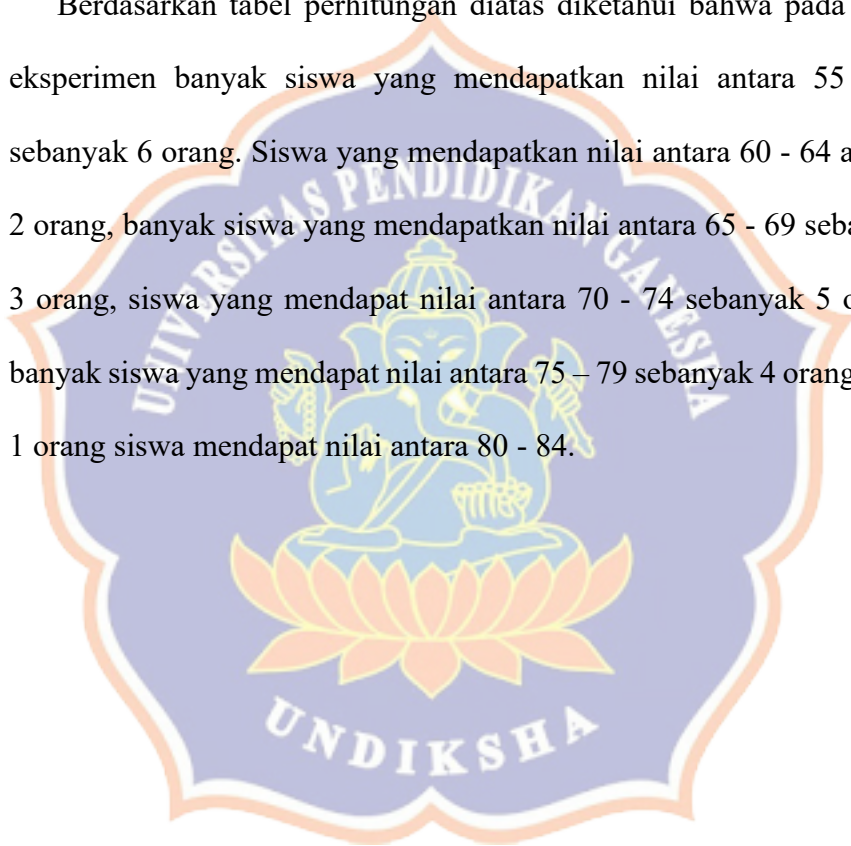 Berdasarkan tabel perhitungan diatas diketahui bahwa pada
eksperimen banyak siswa yang mendapatkan nilai antara 55
sebanyak 6 orang. Siswa yang mendapatkan nilai antara 60 - 64
2 orang, banyak siswa yang mendapatkan nilai antara 65 - 69
3 orang, siswa yang mendapat nilai antara 70 - 74 sebanyak 5
banyak siswa yang mendapat nilai antara 75 – 79 sebanyak 4 orang
1 orang siswa mendapat nilai antara 80 - 84.
UNIVERSITAS PENDIDIKAN GANESHA
UNDIKSHA